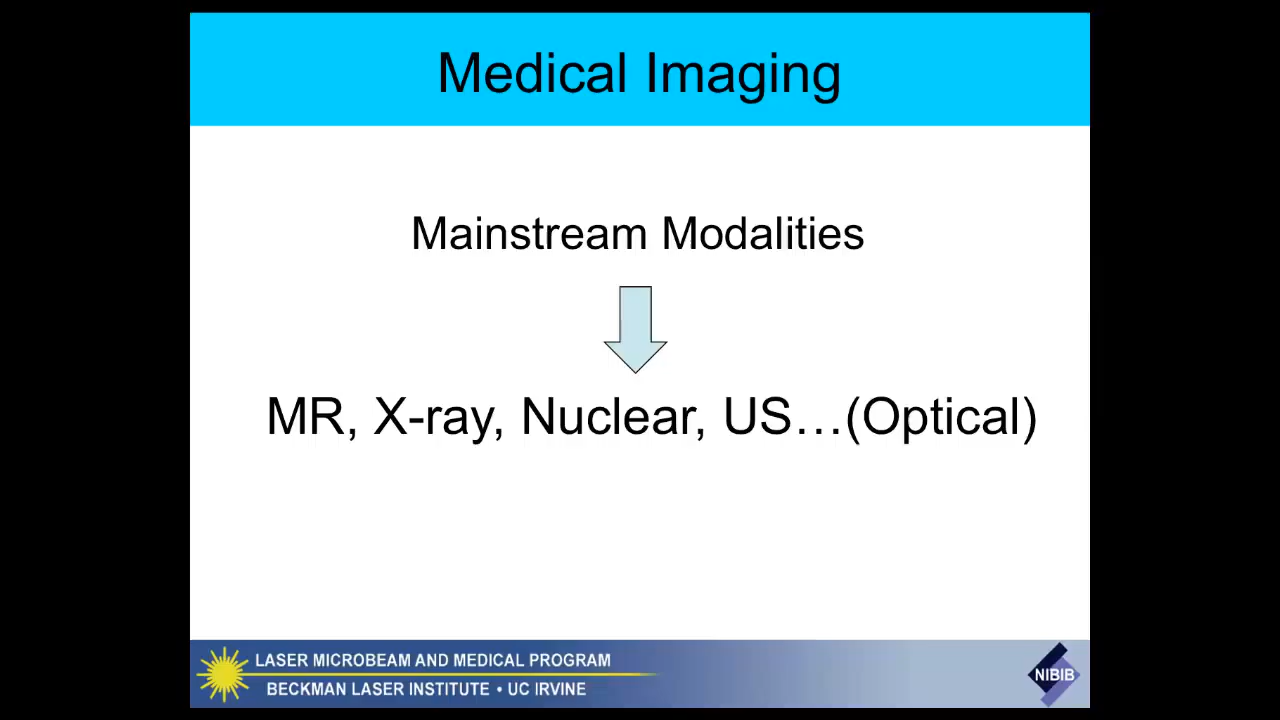 Medical Imaging
Mainstream Modalities
MR, X-ray, Nuclear, US…(Optical)
LASER MICROBEAM AND MEDICAL PROGRAM
BECKMAN LASER INSTITUTE • UC IRVINE
NIBIB